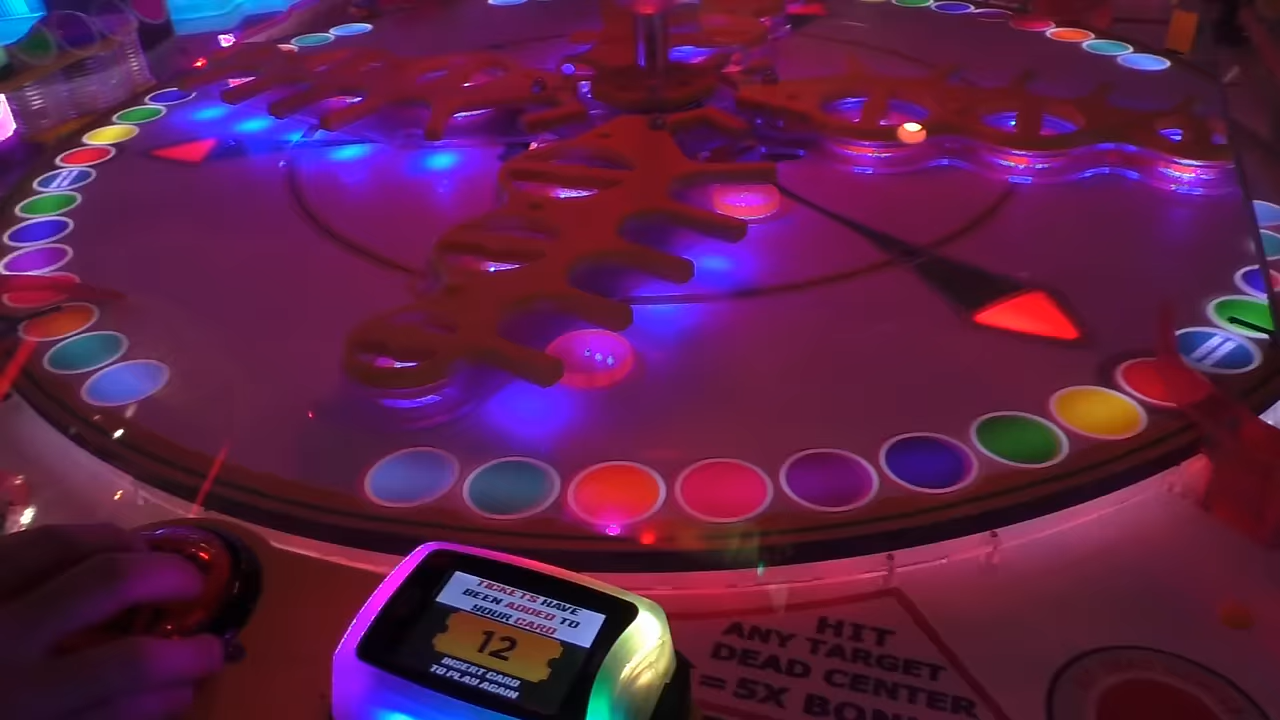 TICKETS HAVE
BEEN ADDED TO
YOUR CARD
12
INSERT CARD
TO PLAY AGAIN
HIT
ANY TARGET
DEAD CENTER
=5X